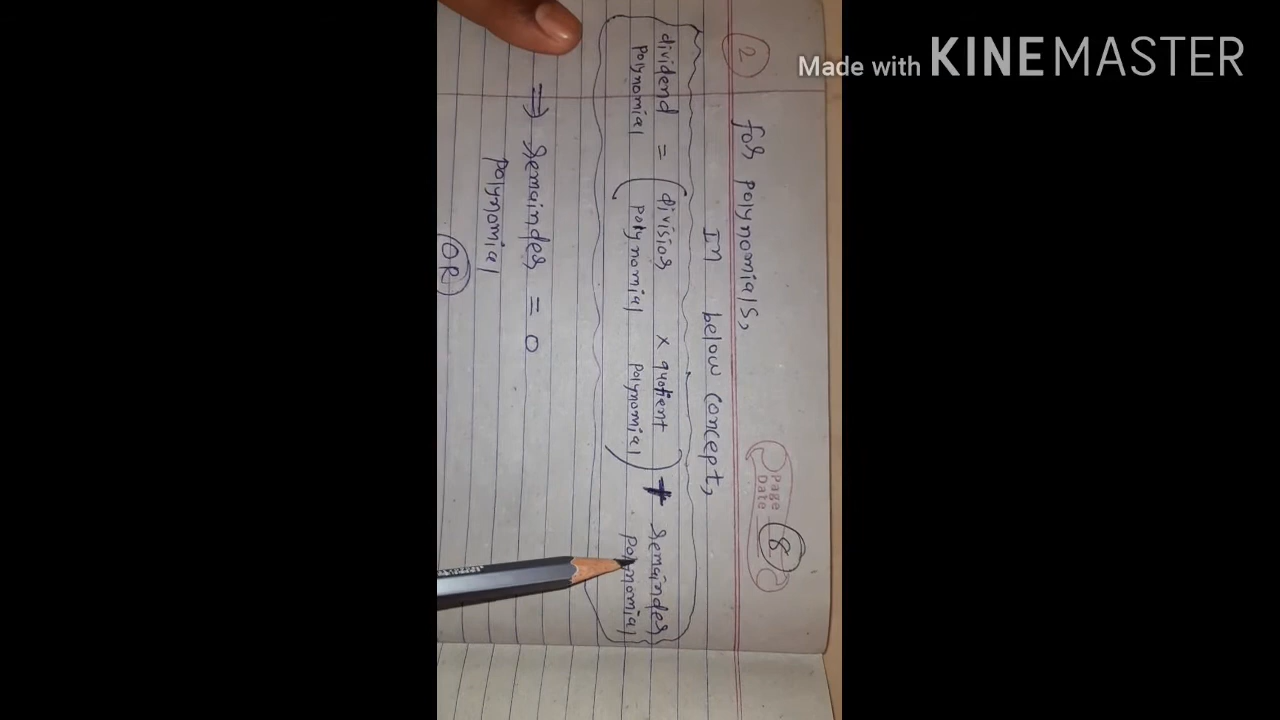 Made with KINEMASTER
Page 8
Date
2
for polynomials,
In below concept,
dividend = (divisior x quotient) + remainder
polynomial polynomial polynomial polynomial
⇒ remainder = 0
polynomial
OR